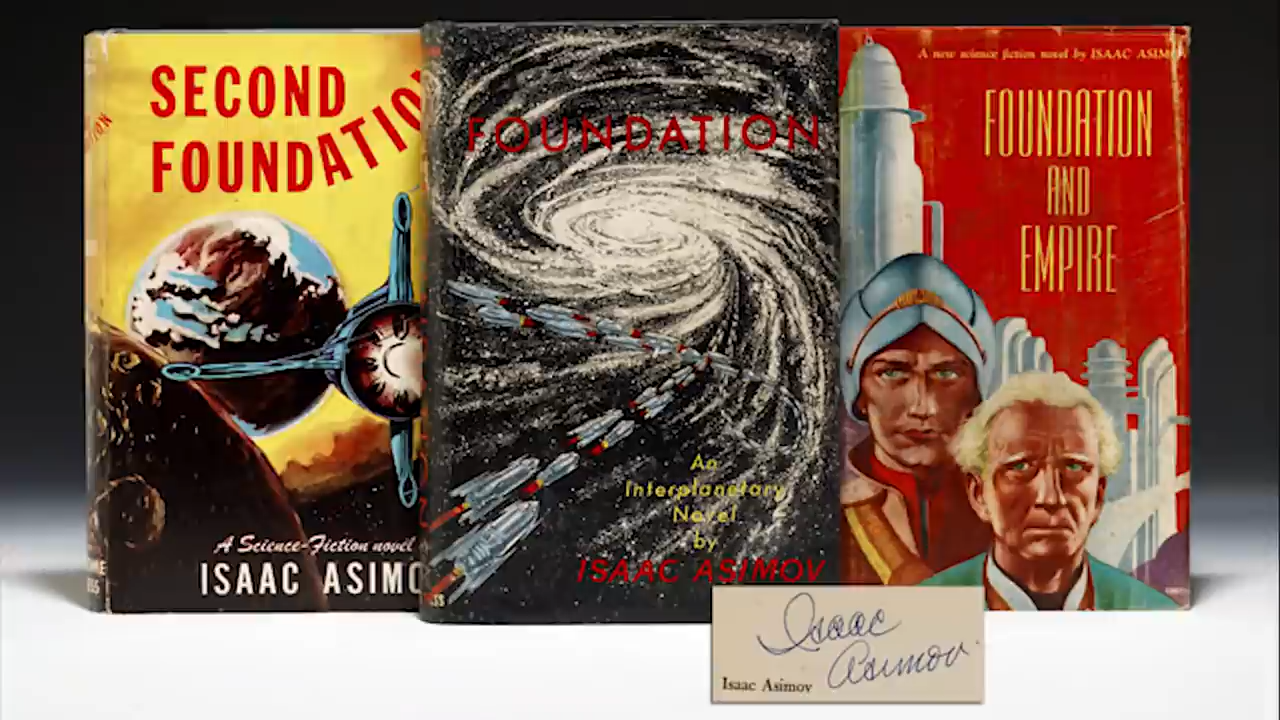 SECOND
FOUNDATION
A Science-Fiction novel
ISAAC ASIMO
FOUNDATION
An
Interplanetary
Novel
by
ISAAC ASIMOV
A new science fiction novel by ISAAC ASIMOV
FOUNDATION
AND
EMPIRE
Isaac
Asimov
Isaac Asimov